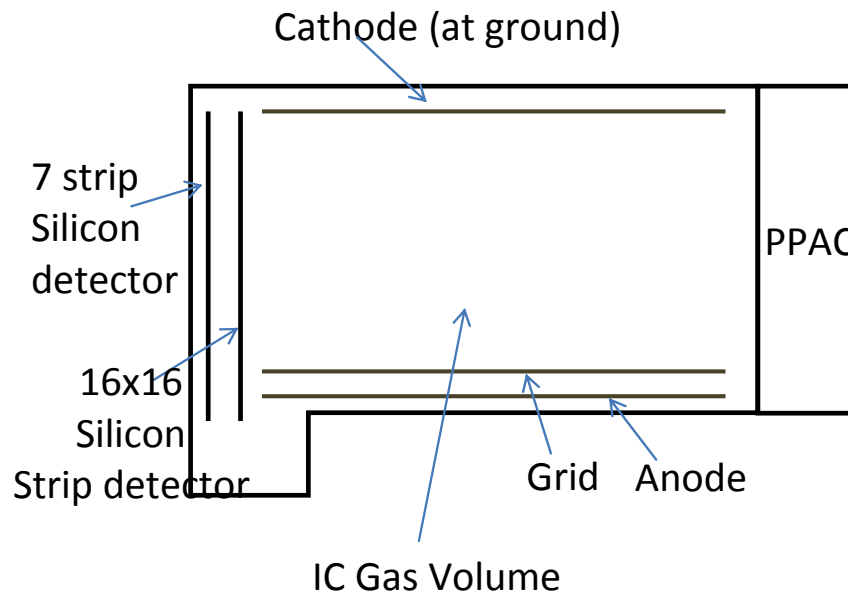 Cathode (at ground)
7 strip
Silicon
detector
PPAC
16x16
Silicon
Strip detector
Grid
Anode
IC Gas Volume